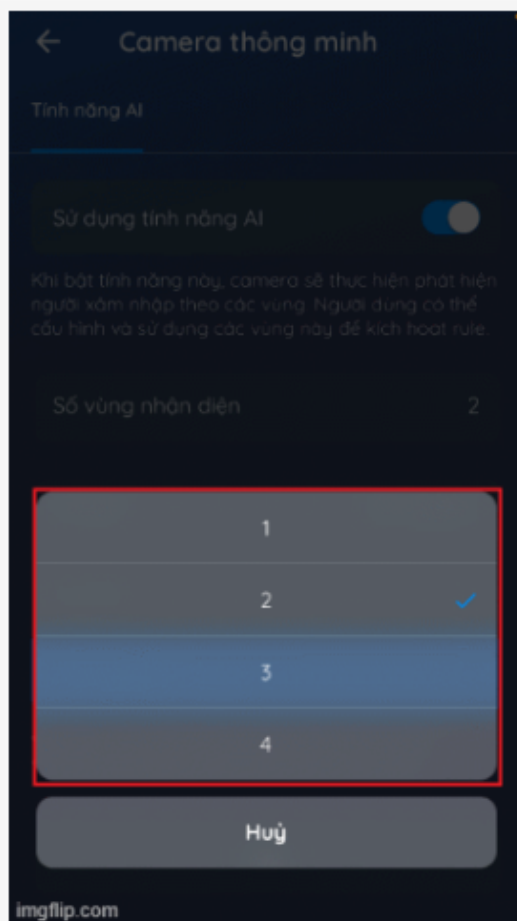 Camera thông minh
Tính năng AI
Sử dụng tính năng AI
Khi bật tính năng này, camera sẽ thực hiện phát hiện
người xâm nhập theo các vùng. Người dùng có thể
cấu hình và sử dụng các vùng này để kích hoạt rule.
Số vùng nhận diện 2
1
2
3
4
Huỷ
imgflip.com